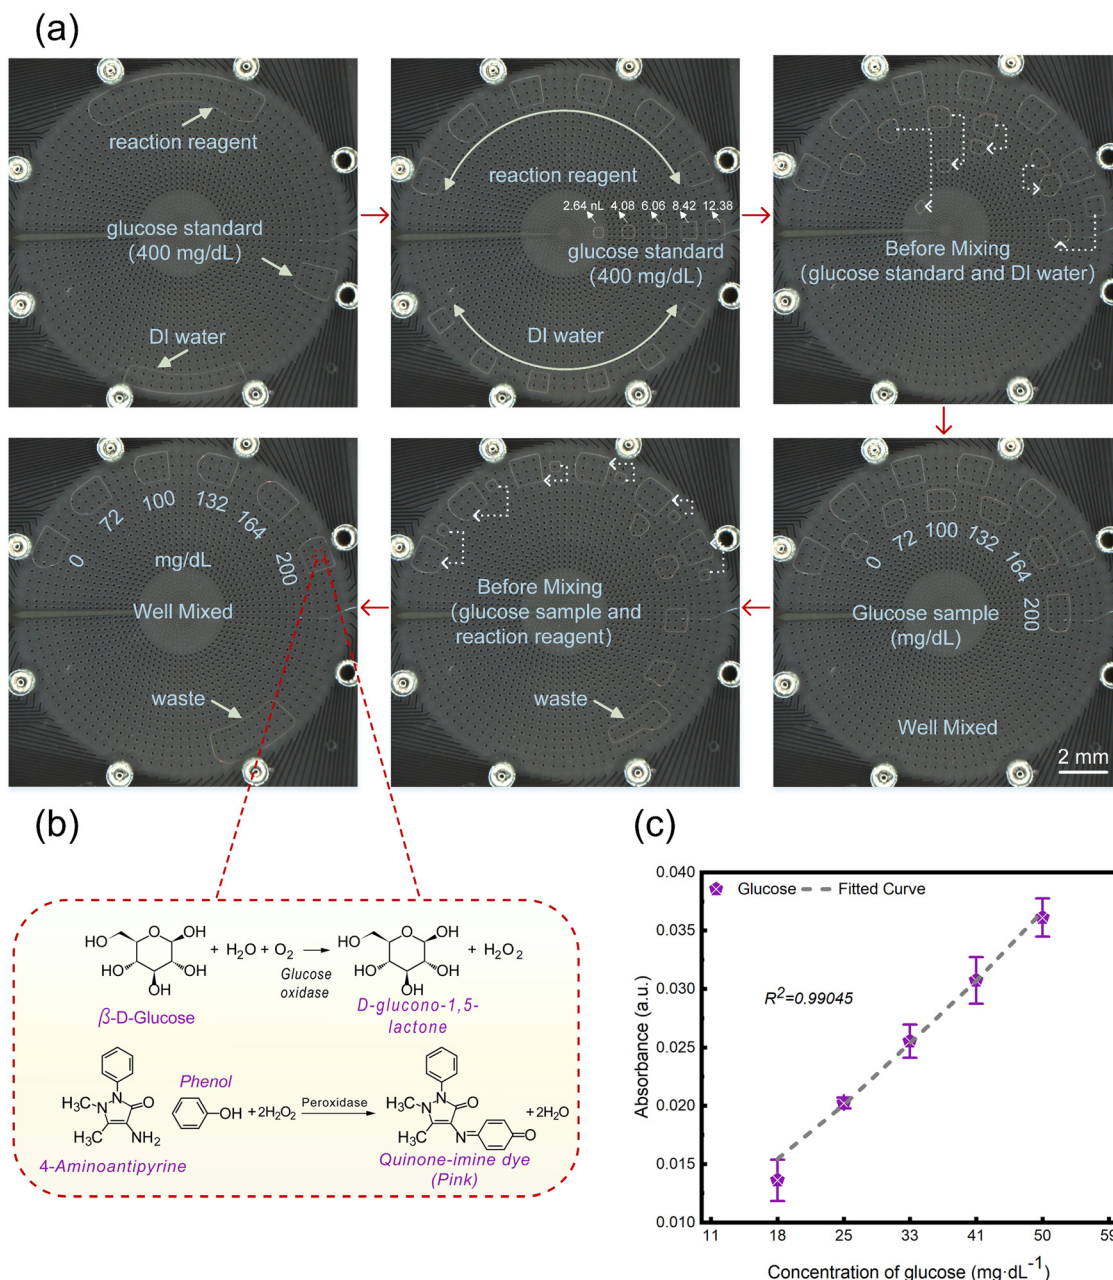 (a)
reaction reagent
glucose standard
(400 mg/dL)
DI water
reaction reagent
2.64 nL 4.08 6.06 8.42 12.38
glucose standard
(400 mg/dL)
DI water
Before Mixing
(glucose standard and DI water)
0 72 100 132 164 200
mg/dL
Well Mixed
waste
Before Mixing
(glucose sample and
reaction reagent)
waste
0 72 100 132 164 200
Glucose sample
(mg/dL)
Well Mixed
2 mm
(b)
HO O OH
HO OH
OH
+ H₂O + O₂
Glucose
oxidase
HO O OH
HO OH
OH
+ H₂O₂
β-D-Glucose
D-glucono-1,5-
lactone
H₃C N N O
H₃C NH₂
Phenol
OH
+2H₂O₂
Peroxidase
H₃C N N O
H₃C N O
+2H₂O
4-Aminoantipyrine
Quinone-imine dye
(Pink)
(c)
0.040
0.035
0.030
0.025
0.020
0.015
0.010
Absorbance (a.u.)
Glucose Fitted Curve
R²=0.99045
11 18 25 33 41 50 59
Concentration of glucose (mg·dL⁻¹)